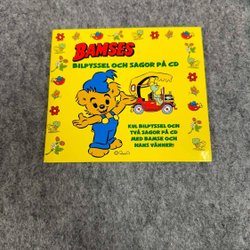 BAMSES
BILPYSSEL OCH SAGOR PÅ CD
KUL BILPYSSEL OCH
TVÅ SAGOR PÅ CD
MED BAMSE OCH
HANS VÄNNER!